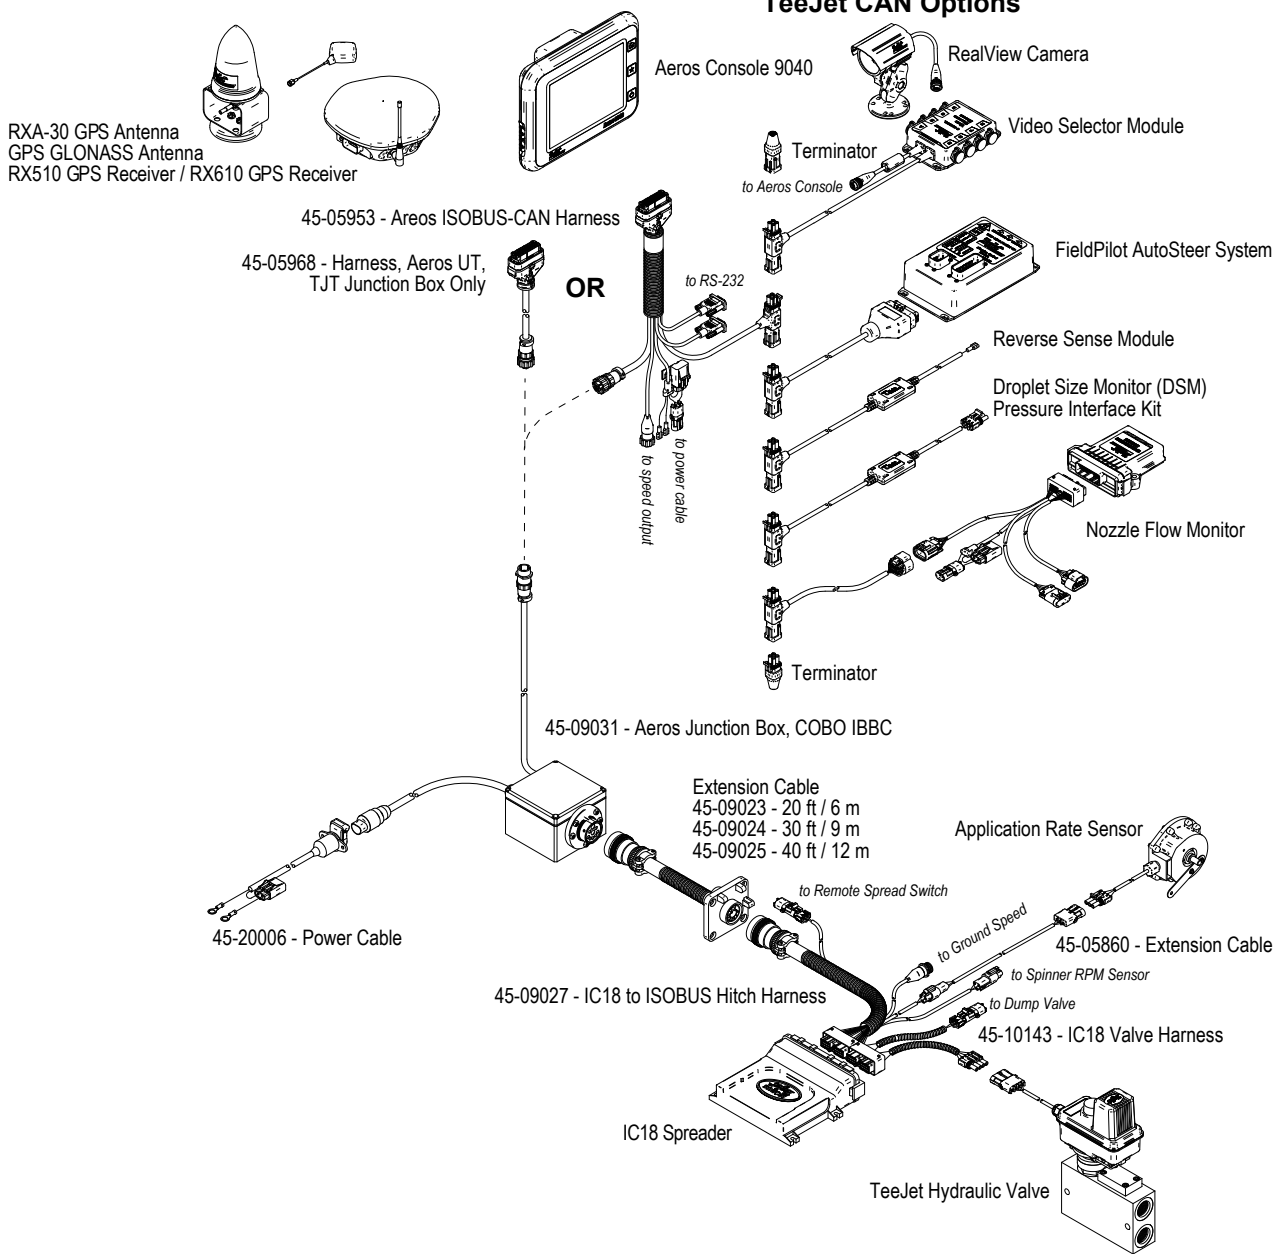 TeeJet CAN Options
RealView Camera
Aeros Console 9040
Video Selector Module
RXA-30 GPS Antenna
GPS GLONASS Antenna
RX510 GPS Receiver / RX610 GPS Receiver
Terminator
to Aeros Console
45-05953 - Areos ISOBUS-CAN Harness
45-05968 - Harness, Aeros UT,
TJT Junction Box Only
OR
to RS-232
FieldPilot AutoSteer System
Reverse Sense Module
Droplet Size Monitor (DSM)
Pressure Interface Kit
to power cable
to speed output
Nozzle Flow Monitor
Terminator
45-09031 - Aeros Junction Box, COBO IBBC
Extension Cable
45-09023 - 20 ft / 6 m
45-09024 - 30 ft / 9 m
45-09025 - 40 ft / 12 m
Application Rate Sensor
to Remote Spread Switch
45-20006 - Power Cable
to Ground Speed
45-05860 - Extension Cable
to Spinner RPM Sensor
45-09027 - IC18 to ISOBUS Hitch Harness
to Dump Valve
45-10143 - IC18 Valve Harness
IC18 Spreader
TeeJet Hydraulic Valve